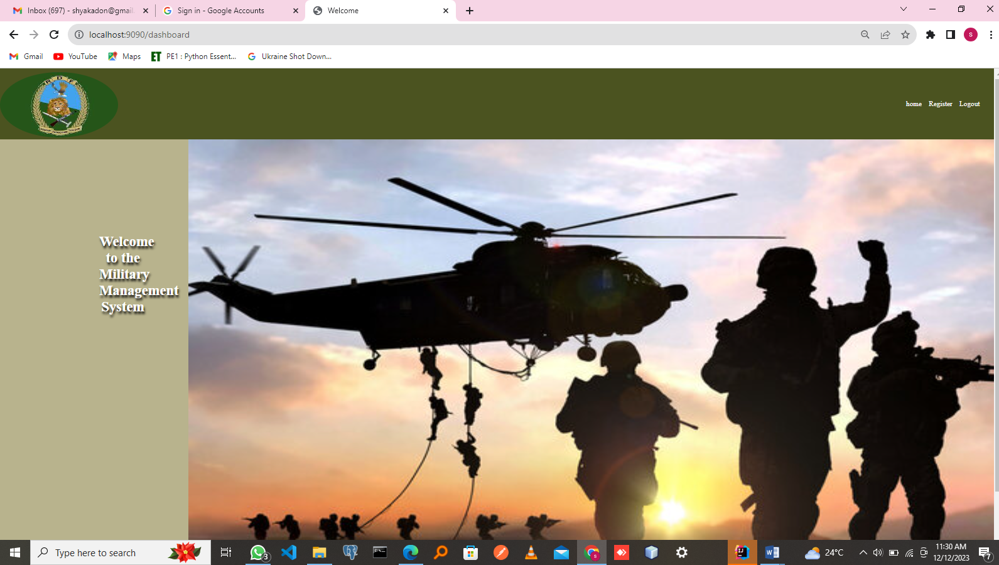 Inbox (697) - shyakadon@gmail.
Sign in - Google Accounts
Welcome
localhost:9090/dashboard
S
Gmail
YouTube
Maps
ET
PE1 : Python Essent...
Ukraine Shot Down...
R D F
home
Register
Logout
Welcome
to the
Military
Management
System
Type here to search
3
S
IJ
W
24°C
11:30 AM
12/12/2023
7